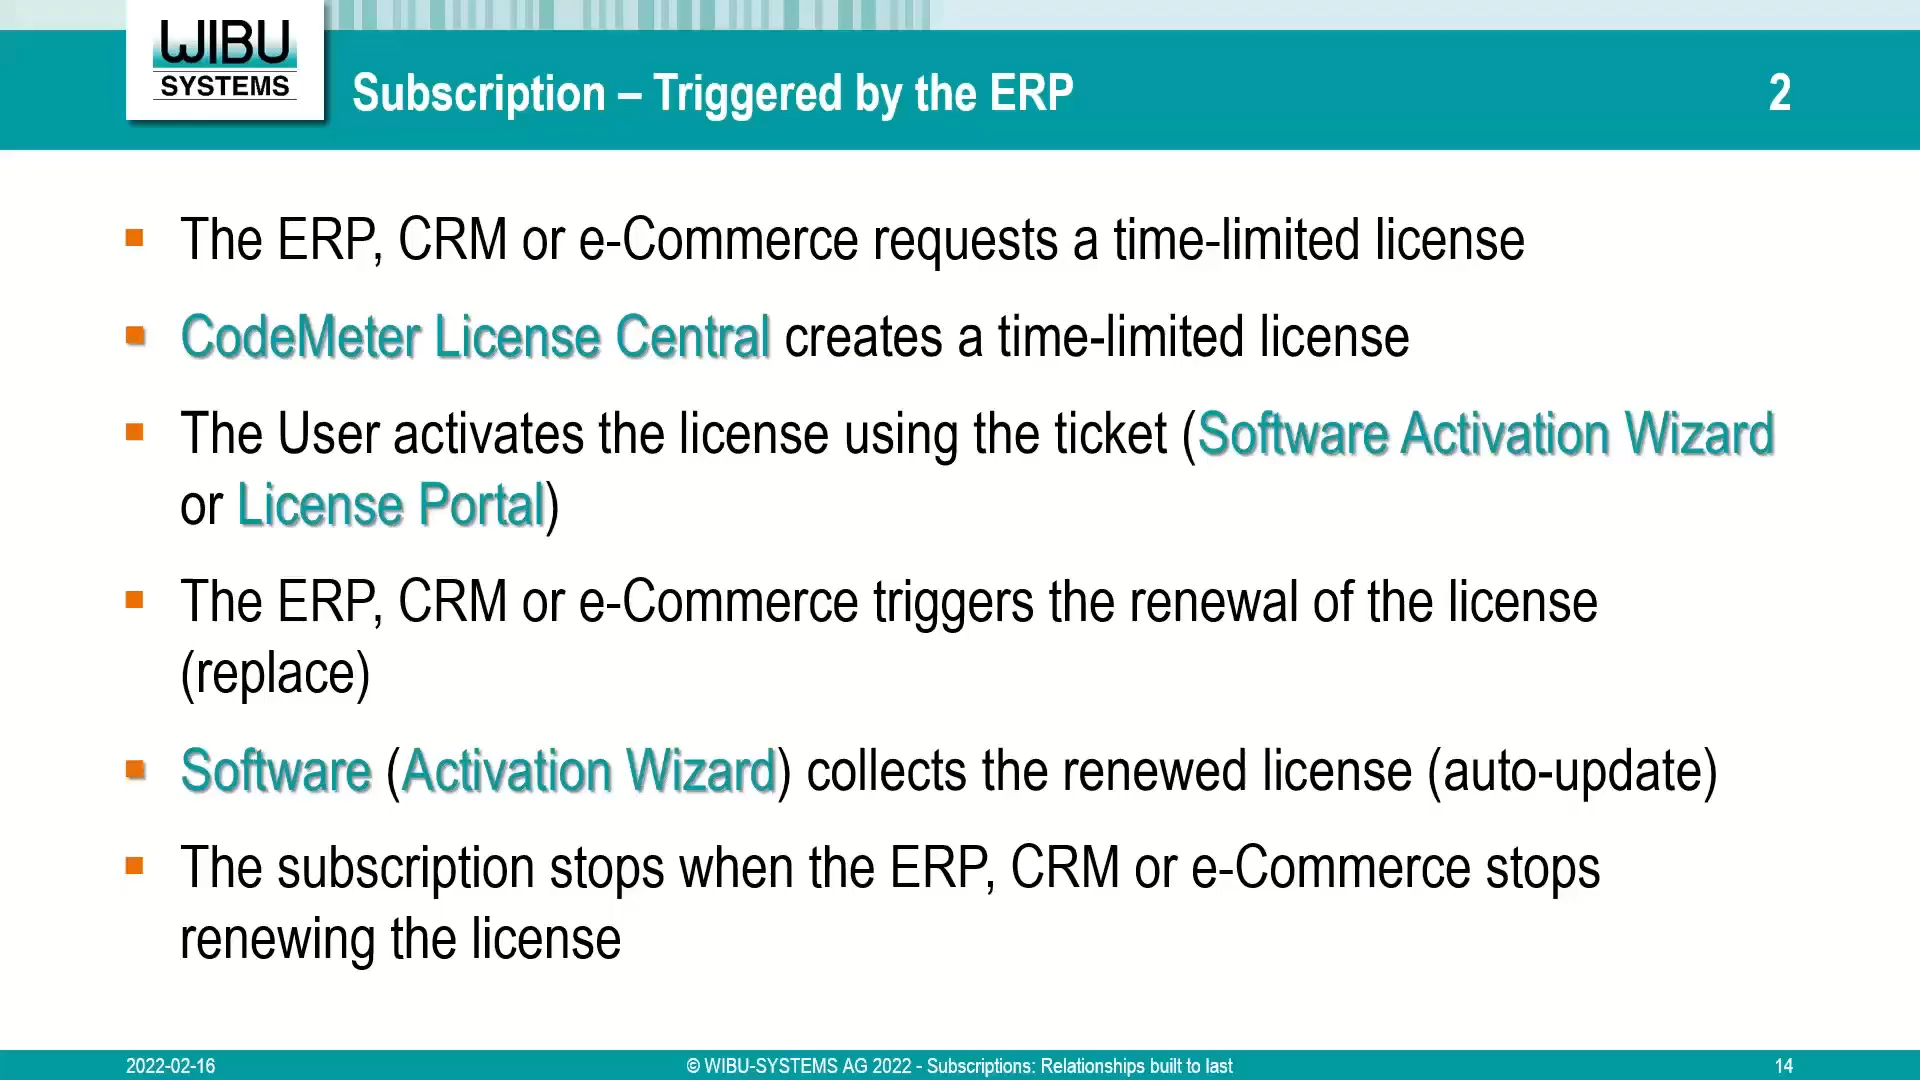 WIBU
SYSTEMS
Subscription – Triggered by the ERP
2
▪ The ERP, CRM or e-Commerce requests a time-limited license
▪ CodeMeter License Central creates a time-limited license
▪ The User activates the license using the ticket (Software Activation Wizard
or License Portal)
▪ The ERP, CRM or e-Commerce triggers the renewal of the license
(replace)
▪ Software (Activation Wizard) collects the renewed license (auto-update)
▪ The subscription stops when the ERP, CRM or e-Commerce stops
renewing the license
2022-02-16
© WIBU-SYSTEMS AG 2022 - Subscriptions: Relationships built to last
14